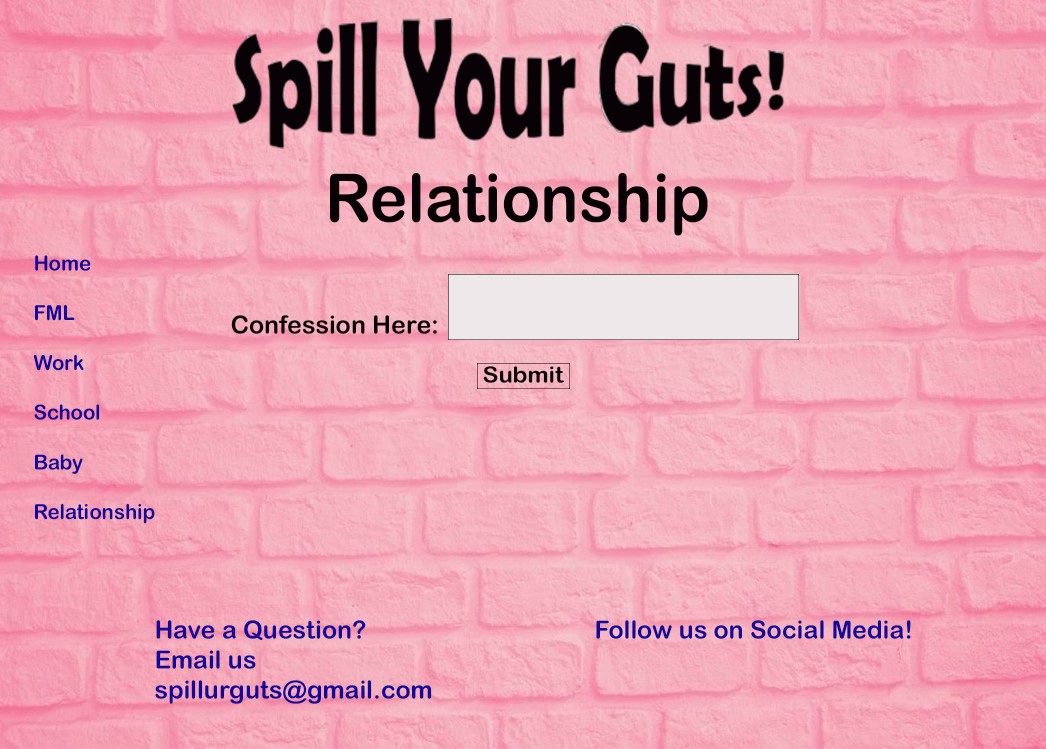 Spill Your Guts!
Relationship
Home
FML
Confession Here:
Work
Submit
School
Baby
Relationship
Have a Question?
Email us
spillurguts@gmail.com
Follow us on Social Media!